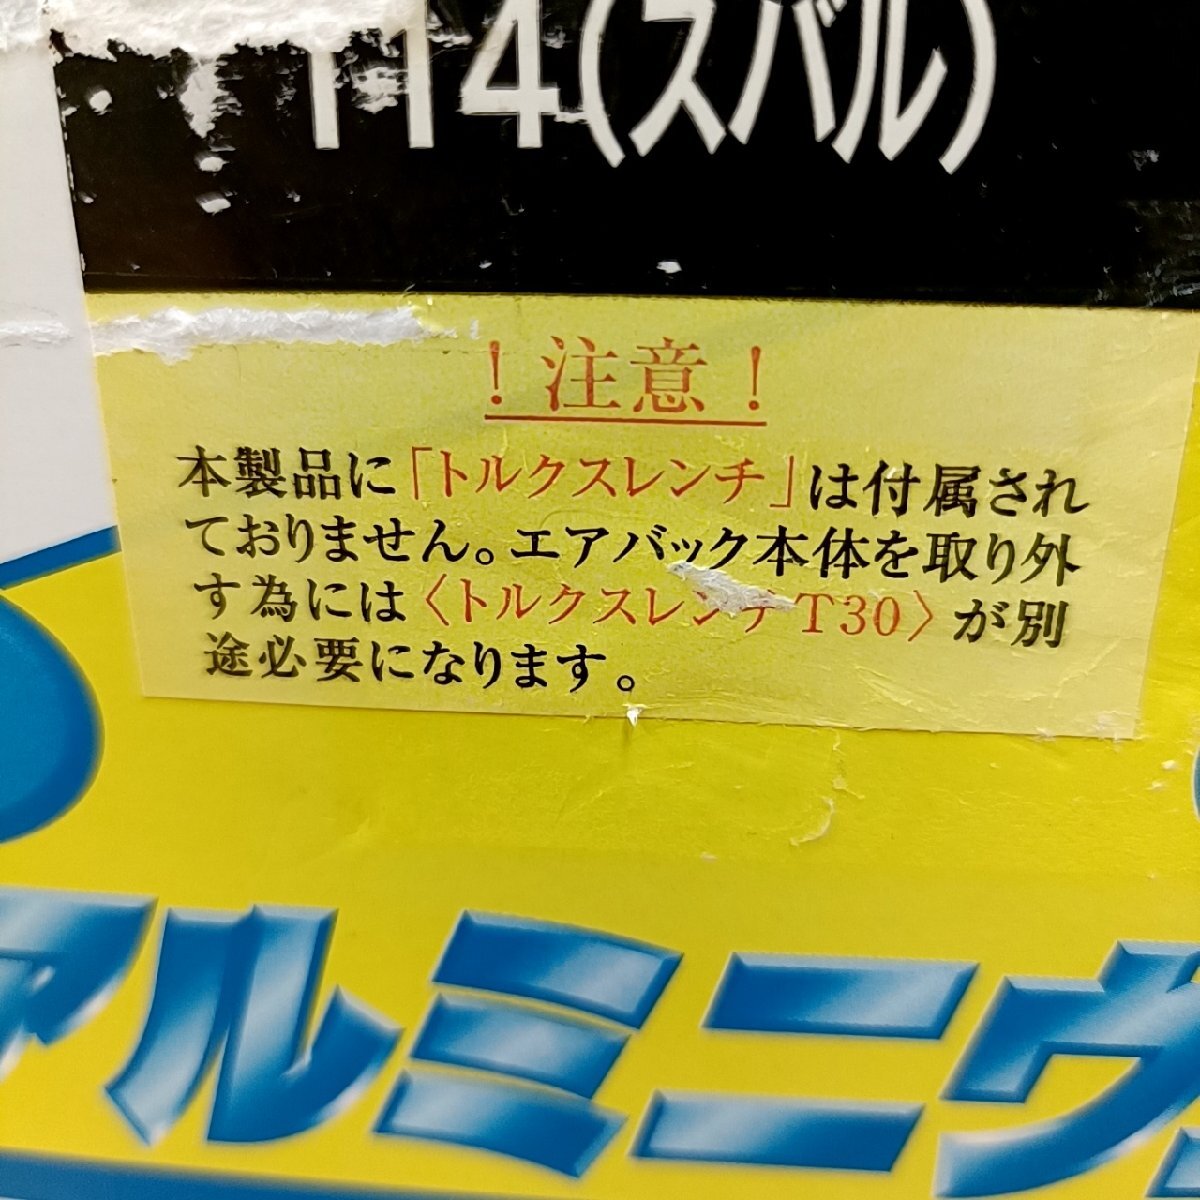 114(スバル)
！注意！
本製品に「トルクスレンチ」は付属され
ておりません。エアバック本体を取り外
す為には〈トルクスレンチT30〉が別
途必要になります。
アルミニウ